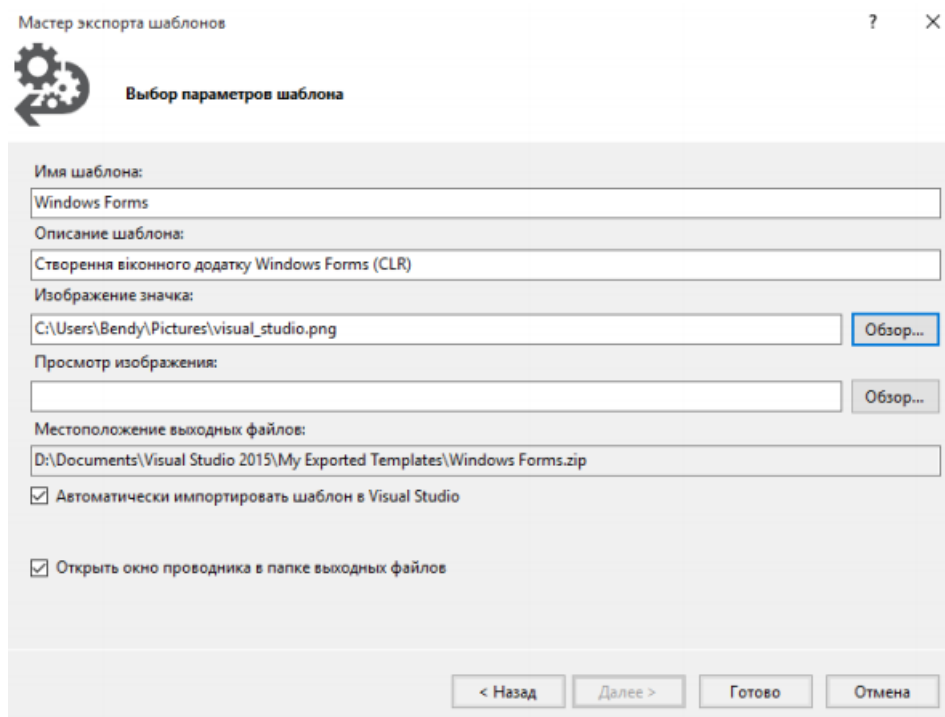 Мастер экспорта шаблонов
?
Выбор параметров шаблона
Имя шаблона:
Windows Forms
Описание шаблона:
Створення віконного додатку Windows Forms (CLR)
Изображение значка:
C:\Users\Bendy\Pictures\visual_studio.png
Обзор...
Просмотр изображения:
Обзор...
Местоположение выходных файлов:
D:\Documents\Visual Studio 2015\My Exported Templates\Windows Forms.zip
Автоматически импортировать шаблон в Visual Studio
Открыть окно проводника в папке выходных файлов
< Назад Далее > Готово Отмена